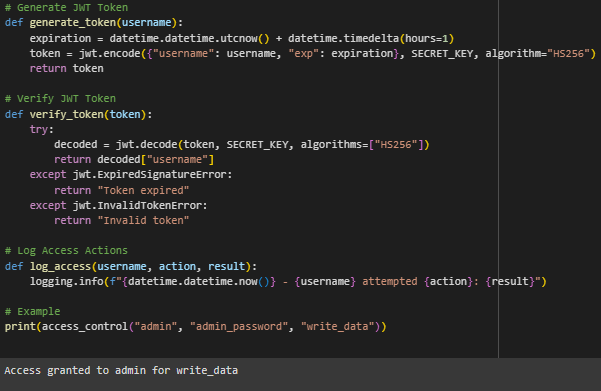 # Generate JWT Token
def generate_token(username):
    expiration = datetime.datetime.utcnow() + datetime.timedelta(hours=1)
    token = jwt.encode({"username": username, "exp": expiration}, SECRET_KEY, algorithm="HS256")
    return token

# Verify JWT Token
def verify_token(token):
    try:
        decoded = jwt.decode(token, SECRET_KEY, algorithms=["HS256"])
        return decoded["username"]
    except jwt.ExpiredSignatureError:
        return "Token expired"
    except jwt.InvalidTokenError:
        return "Invalid token"

# Log Access Actions
def log_access(username, action, result):
    logging.info(f"{datetime.datetime.now()} - {username} attempted {action}: {result}")

# Example
print(access_control("admin", "admin_password", "write_data"))

Access granted to admin for write_data